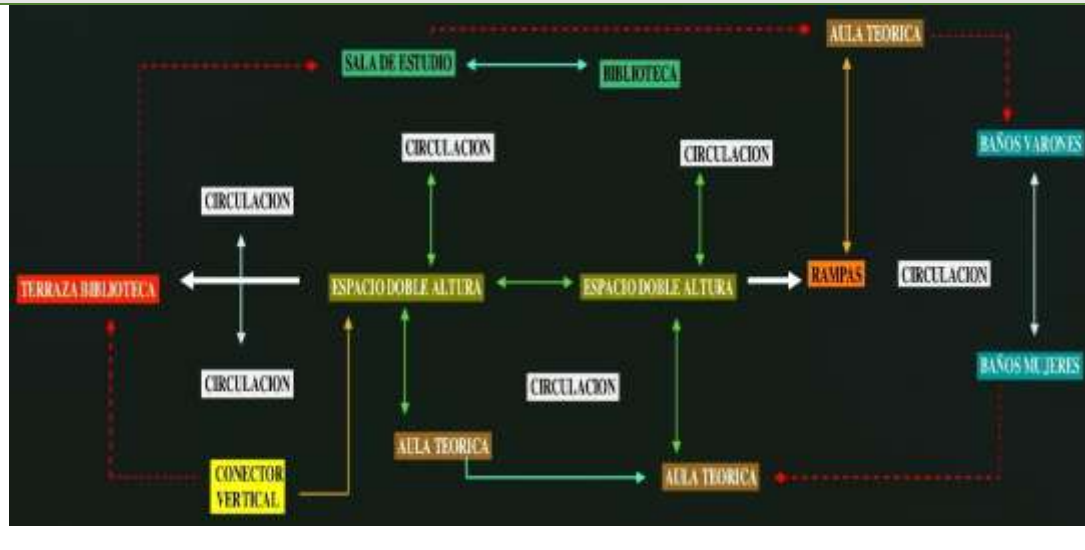 AULA TEORICA
SALA DE ESTUDIO
BIBLIOTECA
BAÑOS VARONES
CIRCULACION
CIRCULACION
CIRCULACION
TERRAZA BIBLIOTECA
ESPACIO DOBLE ALTURA
ESPACIO DOBLE ALTURA
RAMPAS
CIRCULACION
CIRCULACION
CIRCULACION
BAÑOS MUJERES
AULA TEORICA
CONECTOR
VERTICAL
AULA TEORICA